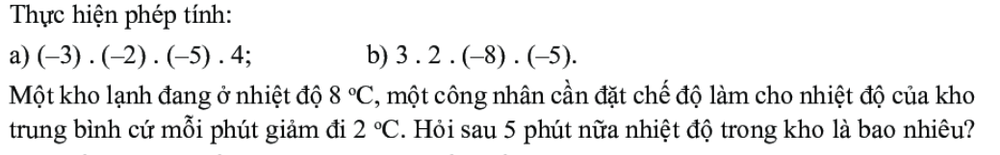 Thực hiện phép tính:
a) (–3) . (–2) . (–5) . 4; b) 3 . 2 . (–8) . (–5).
Một kho lạnh đang ở nhiệt độ 8 °C, một công nhân cần đặt chế độ làm cho nhiệt độ của kho
trung bình cứ mỗi phút giảm đi 2 °C. Hỏi sau 5 phút nữa nhiệt độ trong kho là bao nhiêu?